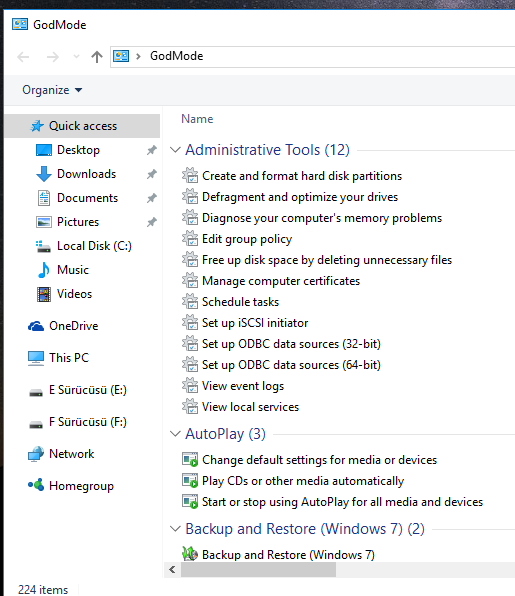 GodMode
GodMode
Organize
Name
Quick access
Desktop
Downloads
Documents
Pictures
Local Disk (C:)
Music
Videos
OneDrive
This PC
E Sürücüsü (E:)
F Sürücüsü (F:)
Network
Homegroup
Administrative Tools (12)
Create and format hard disk partitions
Defragment and optimize your drives
Diagnose your computer's memory problems
Edit group policy
Free up disk space by deleting unnecessary files
Manage computer certificates
Schedule tasks
Set up iSCSI initiator
Set up ODBC data sources (32-bit)
Set up ODBC data sources (64-bit)
View event logs
View local services
AutoPlay (3)
Change default settings for media or devices
Play CDs or other media automatically
Start or stop using AutoPlay for all media and devices
Backup and Restore (Windows 7) (2)
Backup and Restore (Windows 7)
224 items